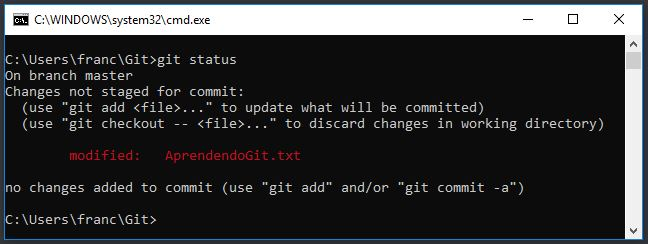 C:\WINDOWS\system32\cmd.exe
C:\Users\franc\Git>git status
On branch master
Changes not staged for commit:
  (use "git add <file>..." to update what will be committed)
  (use "git checkout -- <file>..." to discard changes in working directory)
        modified:   AprendendoGit.txt
no changes added to commit (use "git add" and/or "git commit -a")
C:\Users\franc\Git>